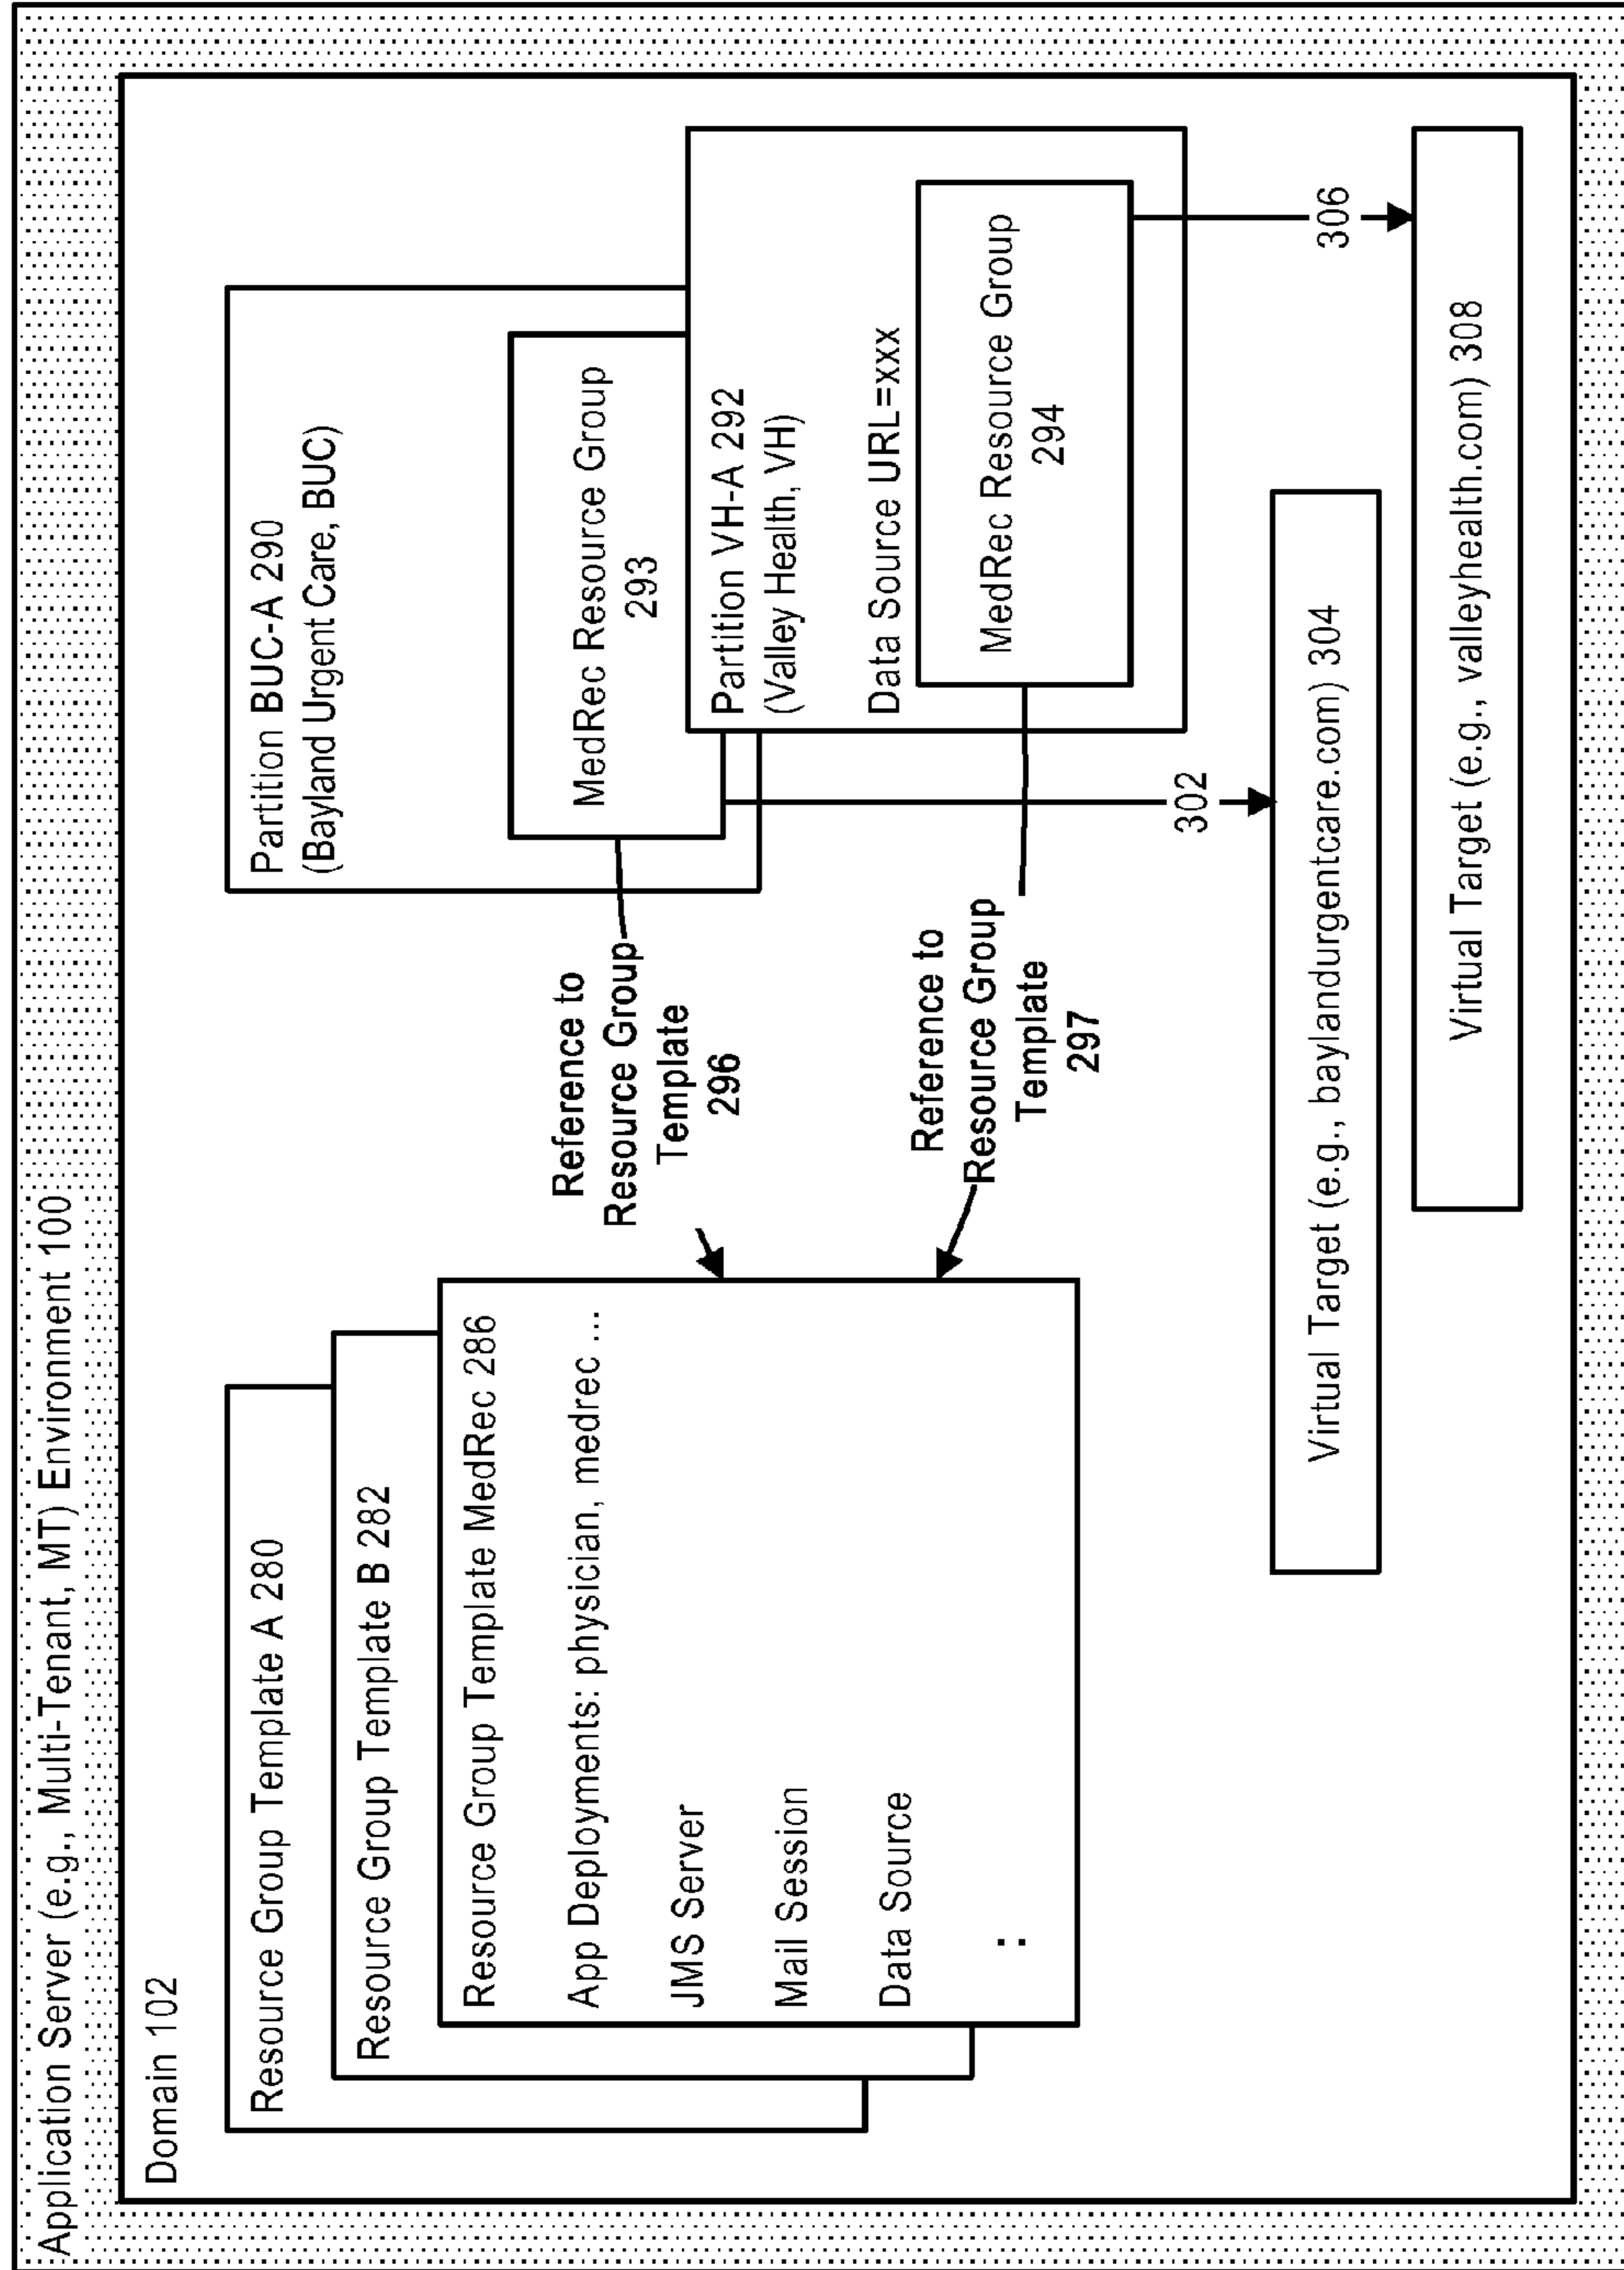 Application Server (e.g., Multi-Tenant, MT) Environment 100
Domain 102
Resource Group Template A 280
Resource Group Template B 282
Resource Group Template MedRec 286
App Deployments: physician, medrec ...
JMS Server
Mail Session
Data Source
:
Reference to
Resource Group
Template
296
Reference to
Resource Group
Template
297
Partition BUC-A 290
(Bayland Urgent Care, BUC)
MedRec Resource Group
293
Partition VH-A 292
(Valley Health, VH)
Data Source URL=xxx
MedRec Resource Group
294
302
306
Virtual Target (e.g., baylandurgentcare.com) 304
Virtual Target (e.g., valleyhealth.com) 308